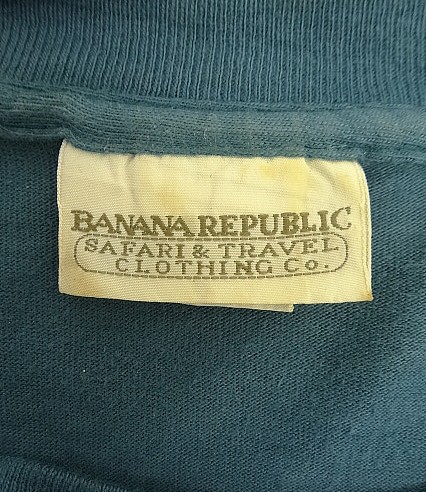 BANANA REPUBLIC
SAFARI & TRAVEL
CLOTHING Co.